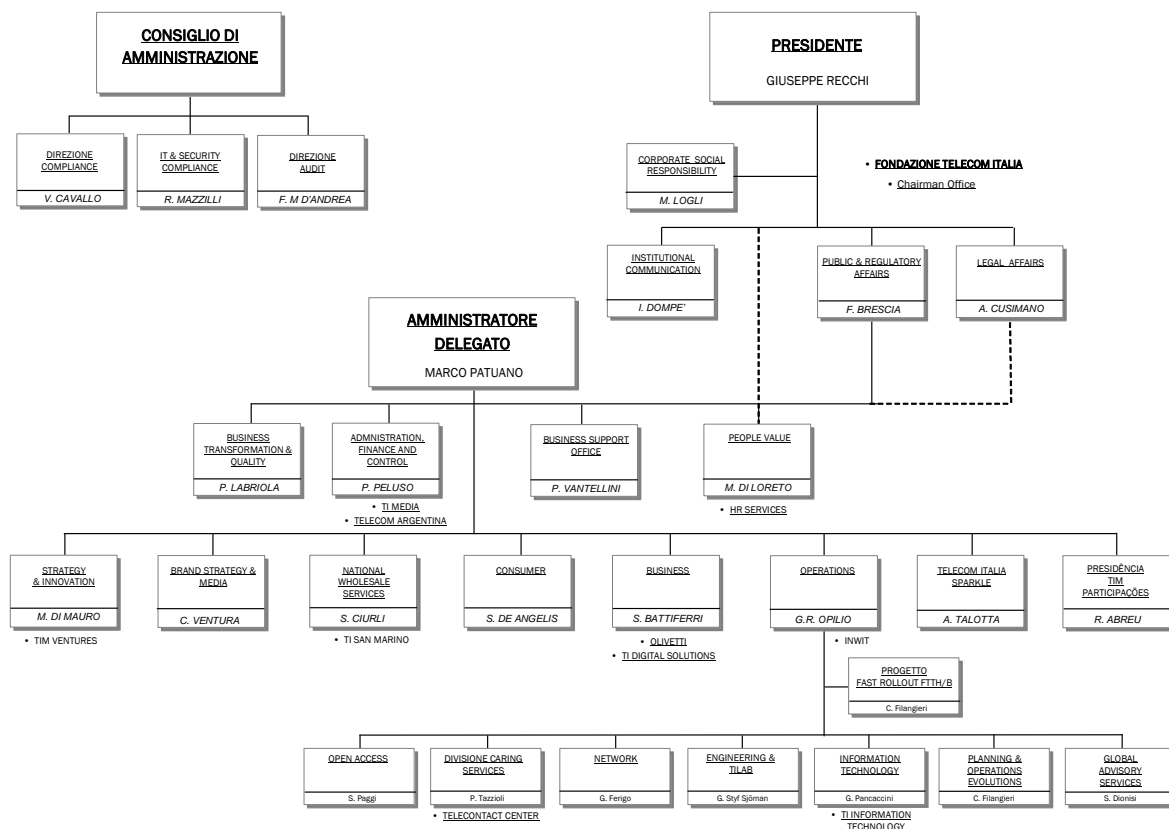 CONSIGLIO DI
AMMINISTRAZIONE
DIREZIONE
COMPLIANCE
V. CAVALLO
IT & SECURITY
COMPLIANCE
R. MAZZILLI
DIREZIONE
AUDIT
F. M D'ANDREA
PRESIDENTE
GIUSEPPE RECCHI
CORPORATE SOCIAL
RESPONSIBILITY
M. LOGLI
• FONDAZIONE TELECOM ITALIA
• Chairman Office
INSTITUTIONAL
COMMUNICATION
I. DOMPE'
PUBLIC & REGULATORY
AFFAIRS
F. BRESCIA
LEGAL AFFAIRS
A. CUSIMANO
AMMINISTRATORE
DELEGATO
MARCO PATUANO
BUSINESS
TRANSFORMATION &
QUALITY
P. LABRIOLA
ADMNISTRATION,
FINANCE AND
CONTROL
P. PELUSO
• TI MEDIA
• TELECOM ARGENTINA
BUSINESS SUPPORT
OFFICE
P. VANTELLINI
PEOPLE VALUE
M. DI LORETO
• HR SERVICES
STRATEGY
& INNOVATION
M. DI MAURO
• TIM VENTURES
BRAND STRATEGY &
MEDIA
C. VENTURA
NATIONAL
WHOLESALE
SERVICES
S. CIURLI
• TI SAN MARINO
CONSUMER
S. DE ANGELIS
BUSINESS
S. BATTIFERRI
• OLIVETTI
• TI DIGITAL SOLUTIONS
OPERATIONS
G.R. OPILIO
• INWIT
TELECOM ITALIA
SPARKLE
A. TALOTTA
PRESIDÊNCIA
TIM
PARTICIPAÇÕES
R. ABREU
PROGETTO
FAST ROLLOUT FTTH/B
C. Filangieri
OPEN ACCESS
S. Paggi
DIVISIONE CARING
SERVICES
P. Tazzioli
• TELECONTACT CENTER
NETWORK
G. Ferigo
ENGINEERING &
TILAB
G. Styf Sjöman
INFORMATION
TECHNOLOGY
G. Pancaccini
• TI INFORMATION
TECHNOLOGY
PLANNING &
OPERATIONS
EVOLUTIONS
C. Filangieri
GLOBAL
ADVISORY
SERVICES
S. Dionisi